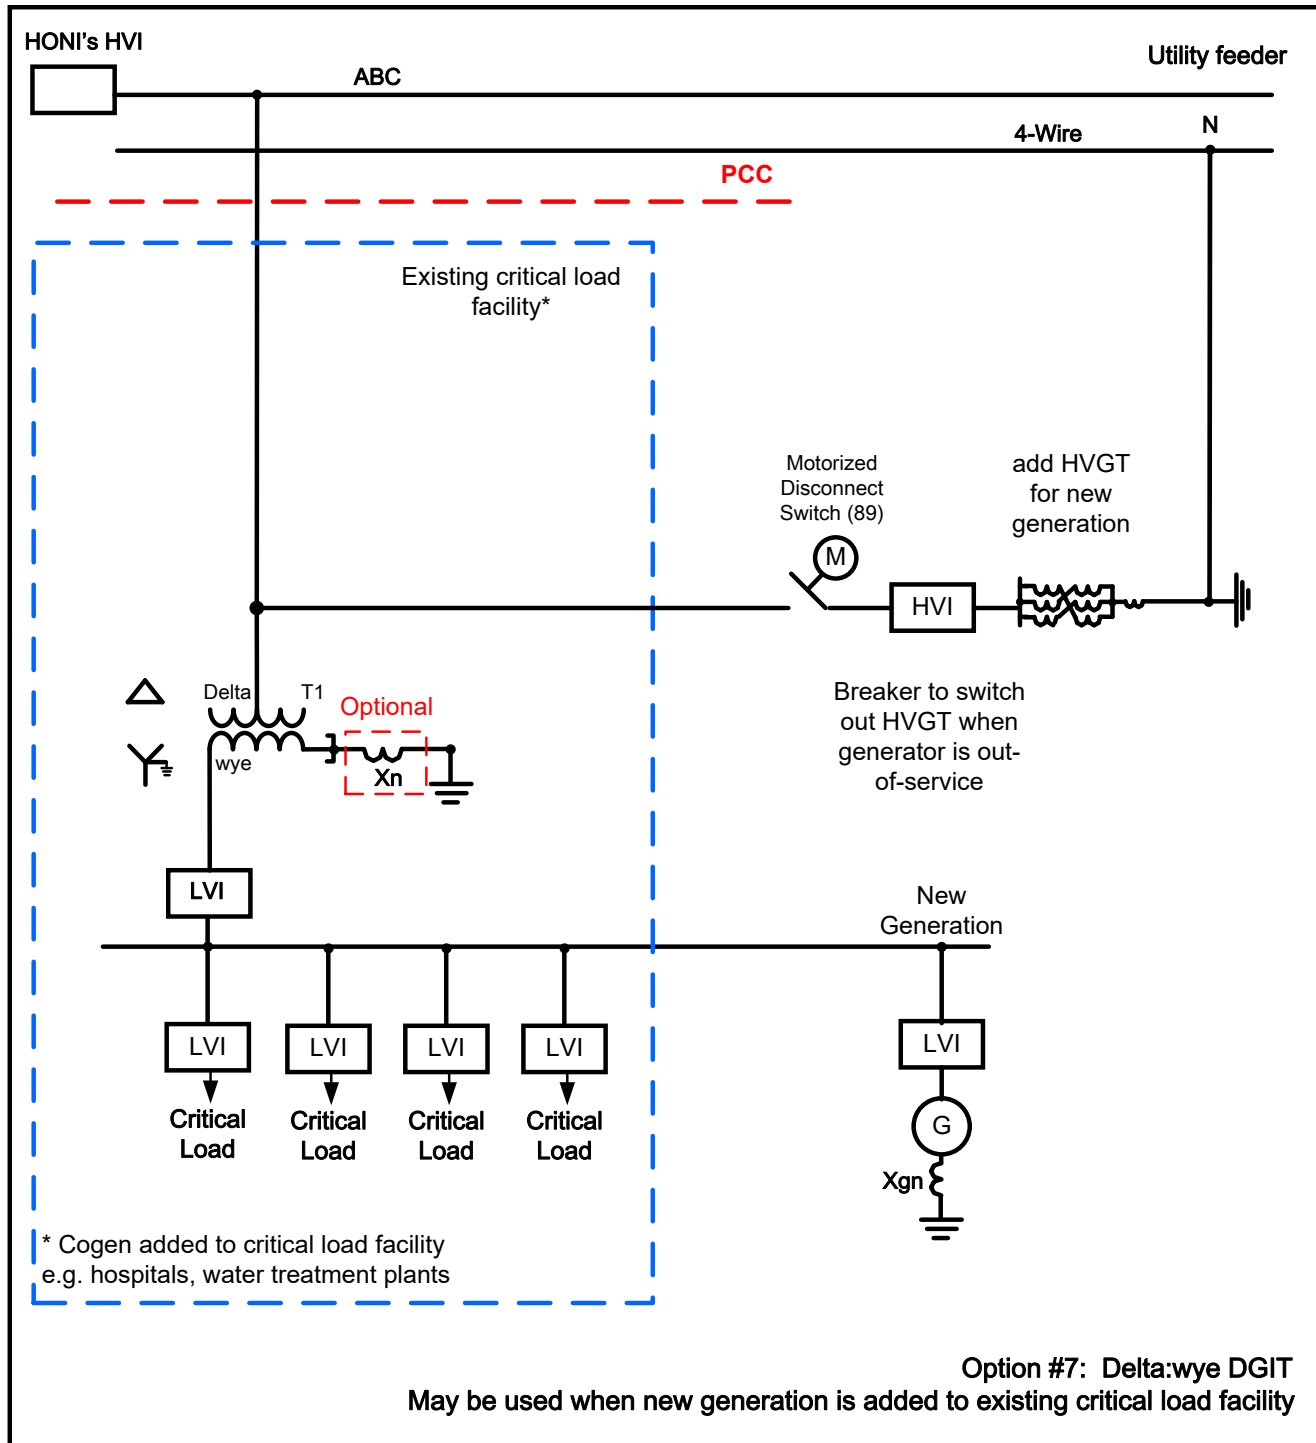 HONI's HVI
Utility feeder
ABC
N
4-Wire
PCC
Existing critical load
facility*
Motorized
Disconnect
Switch (89)
M
add HVGT
for new
generation
HVI
Delta
T1
wye
Optional
Xn
Breaker to switch
out HVGT when
generator is out-
of-service
LVI
New
Generation
LVI
LVI
LVI
LVI
LVI
Critical
Load
Critical
Load
Critical
Load
Critical
Load
G
Xgn
* Cogen added to critical load facility
e.g. hospitals, water treatment plants
Option #7: Delta:wye DGIT
May be used when new generation is added to existing critical load facility